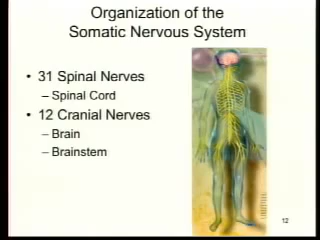 Organization of the
Somatic Nervous System
• 31 Spinal Nerves
– Spinal Cord
• 12 Cranial Nerves
– Brain
– Brainstem
12